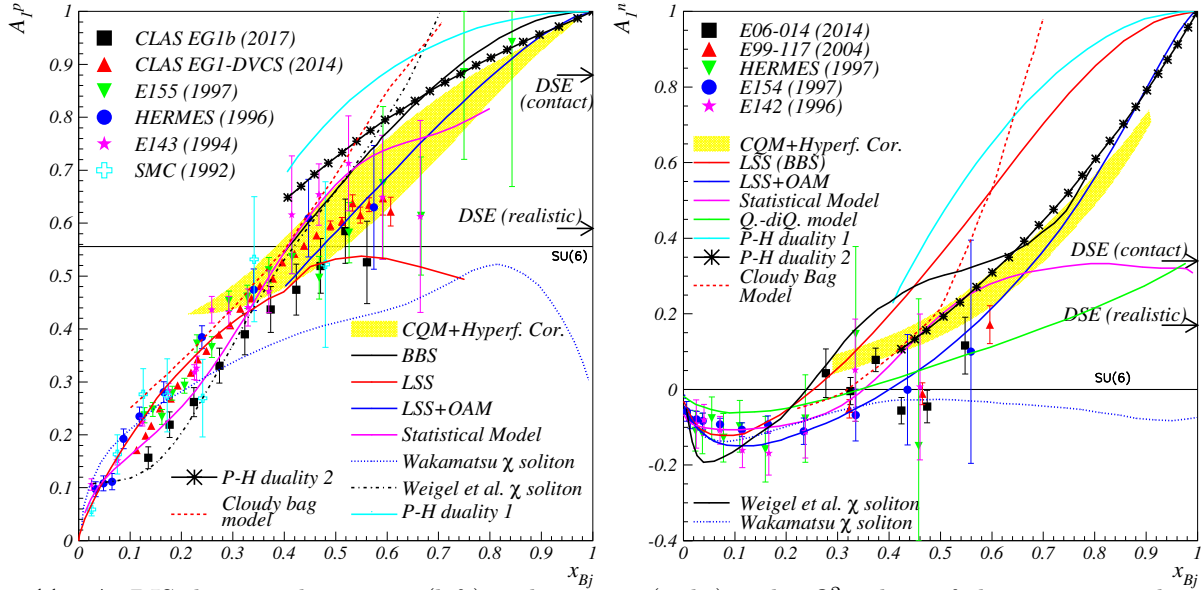 A₁ᵖ
1
0.9
0.8
0.7
0.6
0.5
0.4
0.3
0.2
0.1
0
CLAS EG1b (2017)
CLAS EG1-DVCS (2014)
E155 (1997)
HERMES (1996)
E143 (1994)
SMC (1992)
DSE
(contact)
DSE (realistic)
SU(6)
CQM+Hyperf. Cor.
BBS
LSS
LSS+OAM
Statistical Model
Wakamatsu χ soliton
Weigel et al. χ soliton
P-H duality 1
P-H duality 2
Cloudy bag
model
0 0.1 0.2 0.3 0.4 0.5 0.6 0.7 0.8 0.9 1
x_Bj
A₁ⁿ
1
0.8
0.6
0.4
0.2
0
-0.2
-0.4
E06-014 (2014)
E99-117 (2004)
HERMES (1997)
E154 (1997)
E142 (1996)
CQM+Hyperf. Cor.
LSS (BBS)
LSS+OAM
Statistical Model
Q.-diQ. model
P-H duality 1
P-H duality 2
Cloudy Bag
Model
DSE (contact)
DSE (realistic)
SU(6)
Weigel et al. χ soliton
Wakamatsu χ soliton
0 0.1 0.2 0.3 0.4 0.5 0.6 0.7 0.8 0.9 1
x_Bj